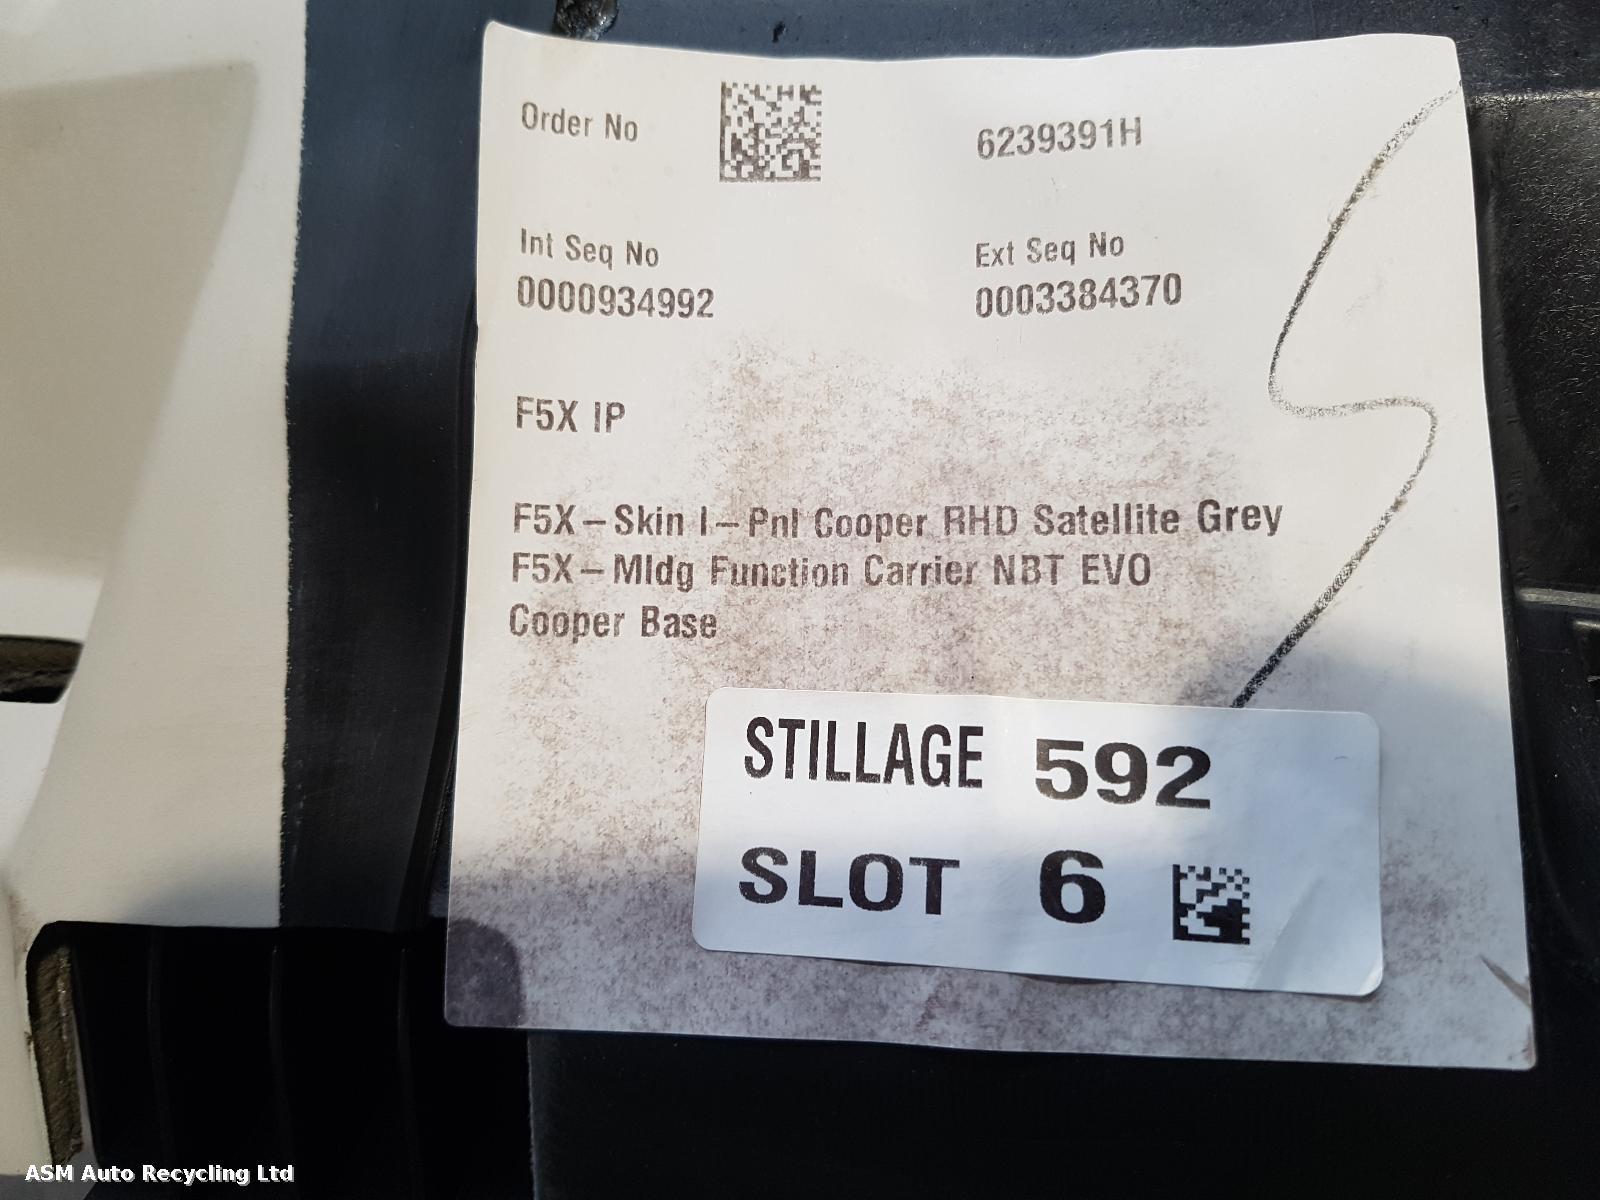 Order No 6239391H
Int Seq No Ext Seq No
0000934992 0003384370
F5X IP
F5X-Skin I-Pnl Cooper RHD Satellite Grey
F5X-Mldg Function Carrier NBT EVO
Cooper Base
STILLAGE 592
SLOT 6
ASM Auto Recycling Ltd